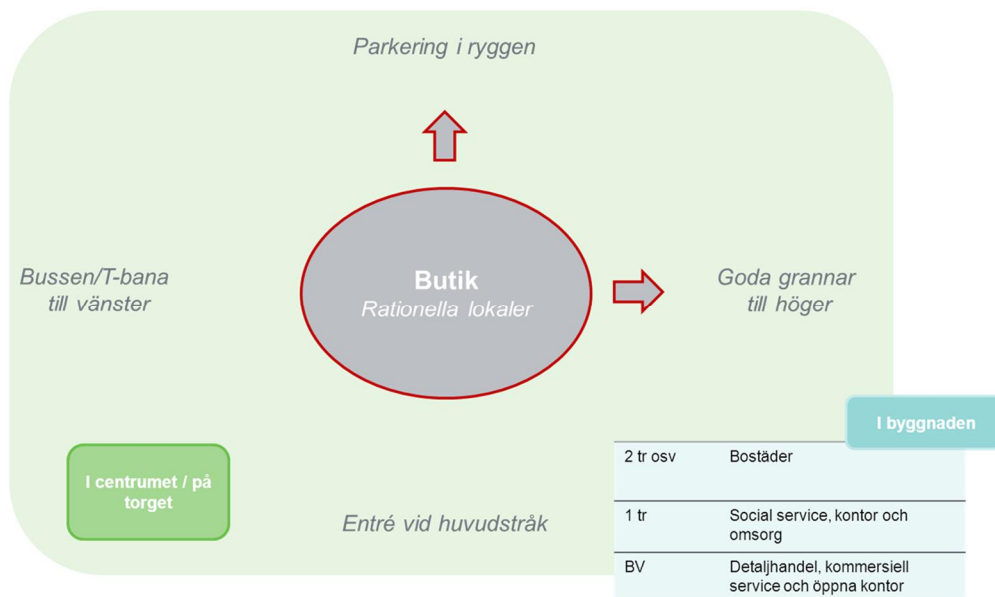 Parkering i ryggen
Bussen/T-bana
till vänster
Butik
Rationella lokaler
Goda grannar
till höger
I byggnaden
I centrumet / på
torget
Entré vid huvudstråk
2 tr osv Bostäder
1 tr Social service, kontor och
omsorg
BV Detaljhandel, kommersiell
service och öppna kontor